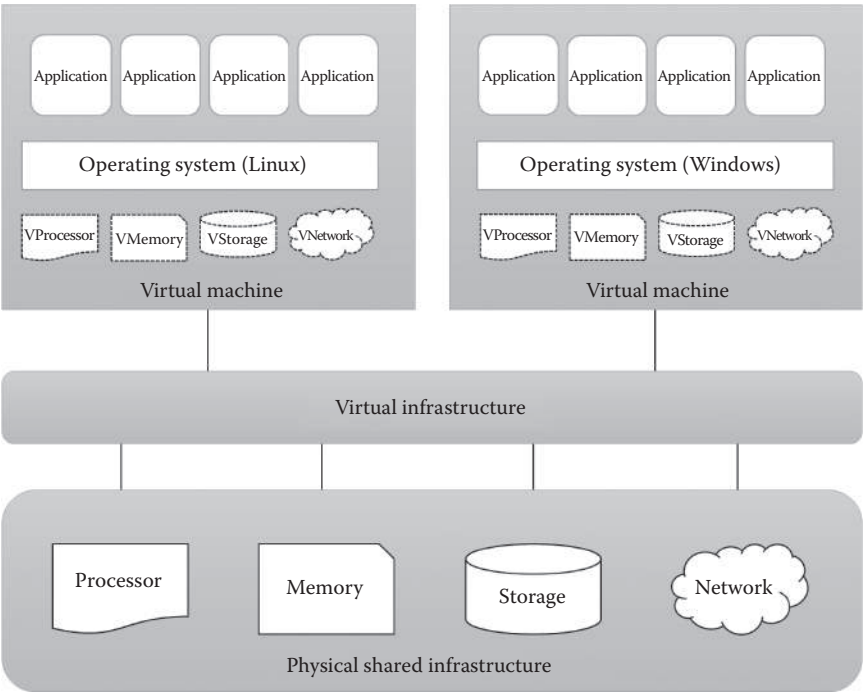 Application Application Application Application
Application Application Application Application
Operating system (Linux)
Operating system (Windows)
VProcessor VMemory VStorage VNetwork
VProcessor VMemory VStorage VNetwork
Virtual machine
Virtual machine
Virtual infrastructure
Processor Memory Storage Network
Physical shared infrastructure